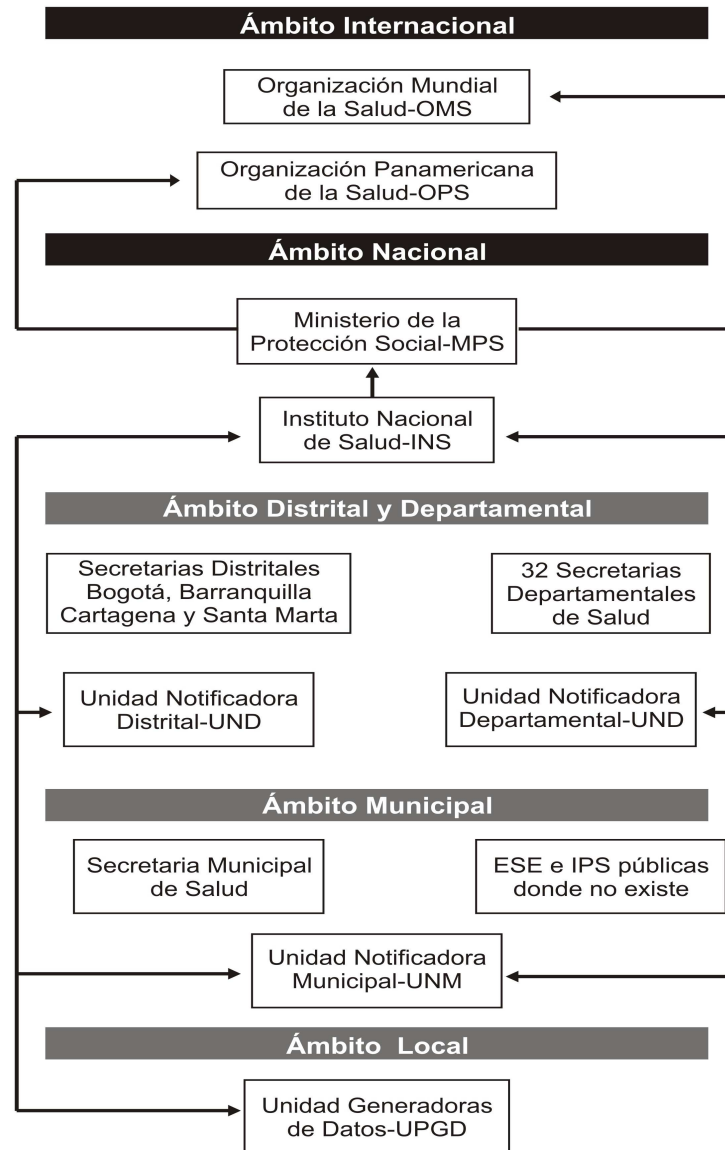 Ámbito Internacional
Organización Mundial
de la Salud-OMS
Organización Panamericana
de la Salud-OPS
Ámbito Nacional
Ministerio de la
Protección Social-MPS
Instituto Nacional
de Salud-INS
Ámbito Distrital y Departamental
Secretarias Distritales
Bogotá, Barranquilla
Cartagena y Santa Marta
32 Secretarias
Departamentales
de Salud
Unidad Notificadora
Distrital-UND
Unidad Notificadora
Departamental-UND
Ámbito Municipal
Secretaria Municipal
de Salud
ESE e IPS públicas
donde no existe
Unidad Notificadora
Municipal-UNM
Ámbito Local
Unidad Generadoras
de Datos-UPGD